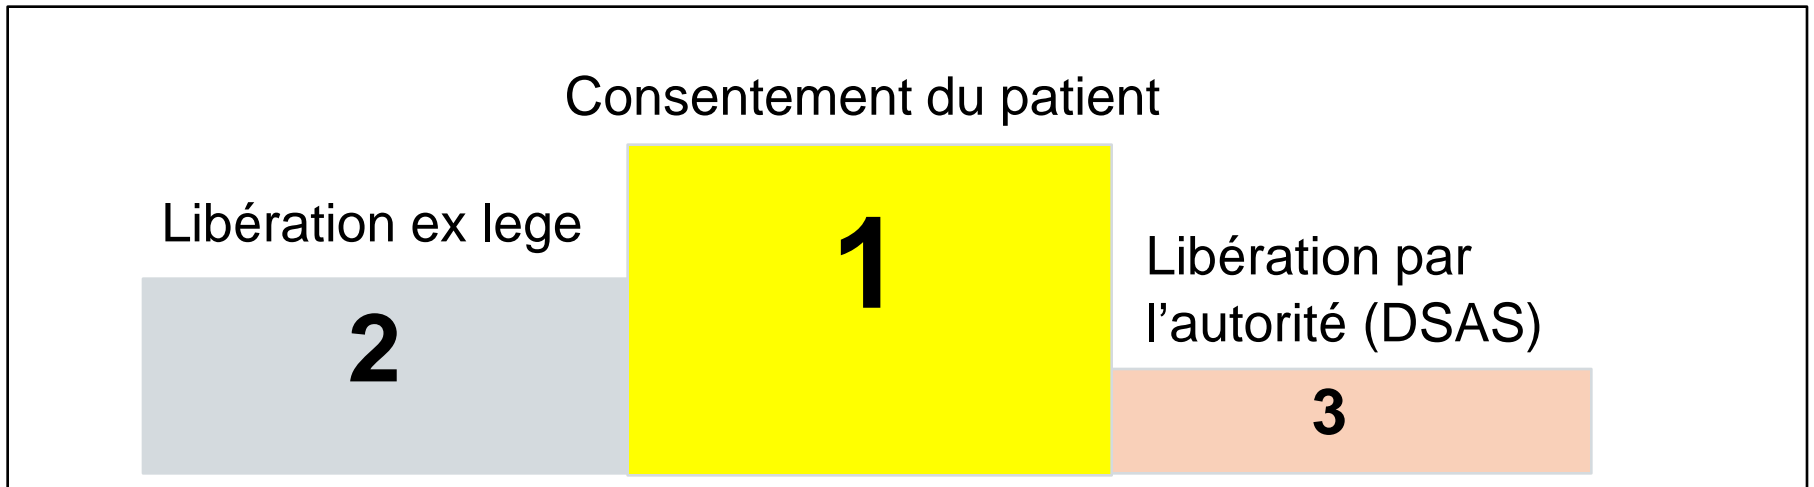 Consentement du patient
Libération ex lege
1
Libération par
l’autorité (DSAS)
2
3